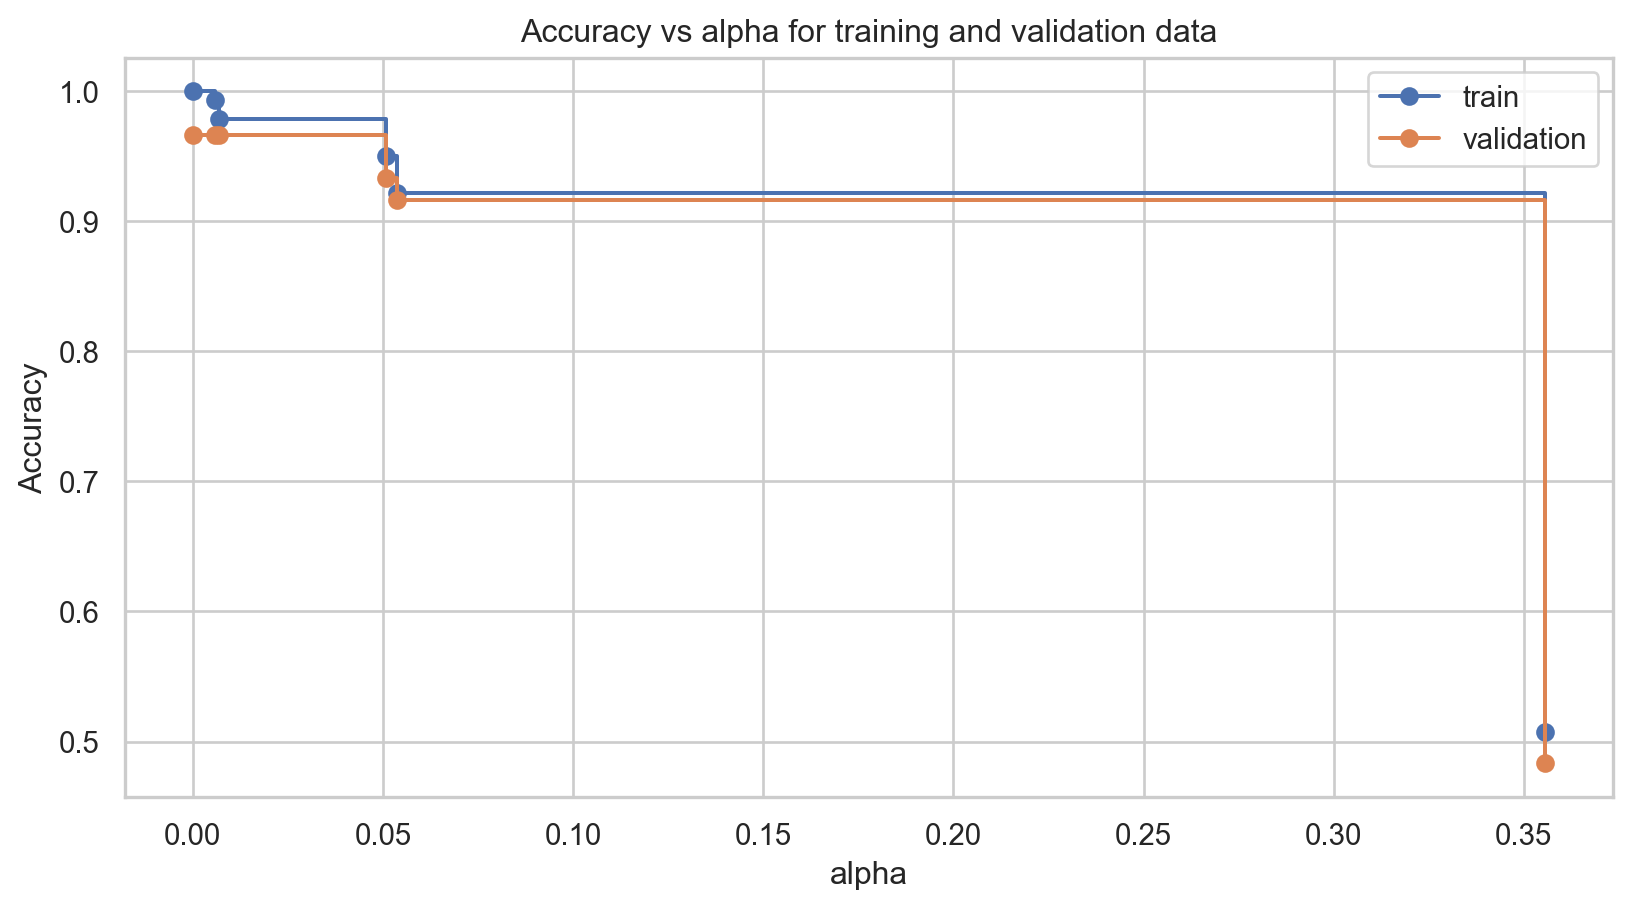 Accuracy vs alpha for training and validation data
train
validation
Accuracy
1.0
0.9
0.8
0.7
0.6
0.5
0.00 0.05 0.10 0.15 0.20 0.25 0.30 0.35
alpha